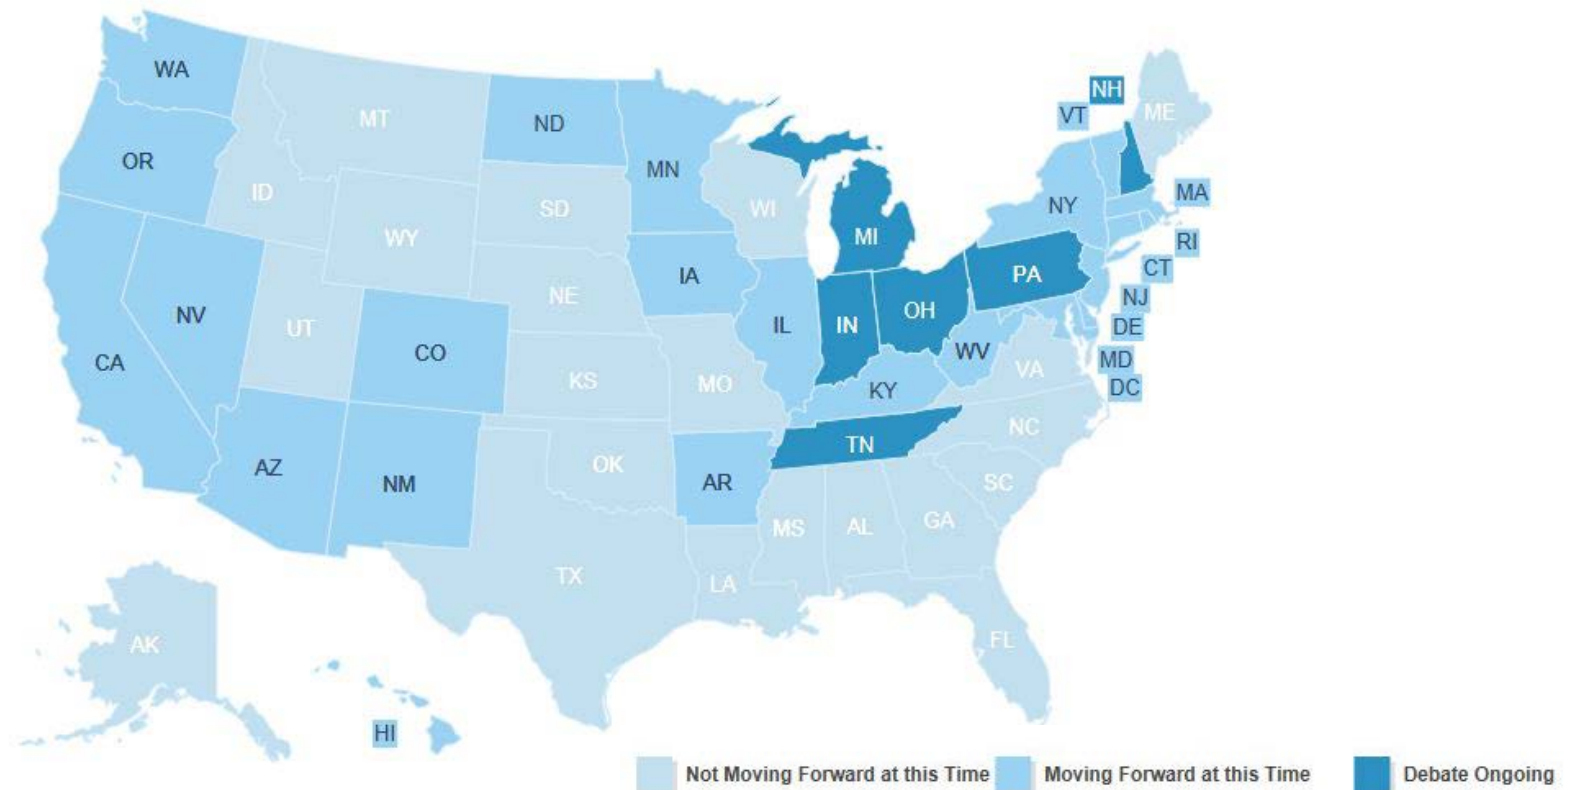 WA
MT
ND
MN
OR
ID
SD
WI
WY
MI
NY
VT
NH
ME
MA
RI
CT
NJ
DE
MD
DC
PA
OH
IN
IL
IA
NE
NV
UT
CO
CA
KS
MO
KY
WV
VA
TN
NC
AZ
NM
OK
AR
SC
MS
AL
GA
TX
LA
FL
AK
HI
Not Moving Forward at this Time Moving Forward at this Time Debate Ongoing